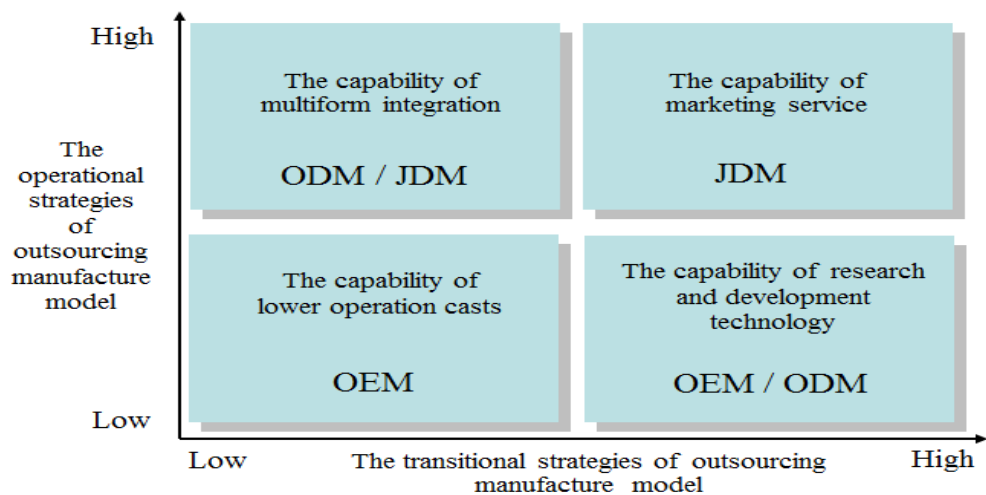 High
The capability of
multiform integration
ODM / JDM
The capability of
marketing service
JDM
The
operational
strategies
of
outsourcing
manufacture
model
The capability of
lower operation casts
OEM
The capability of research
and development
technology
OEM / ODM
Low
Low
The transitional strategies of outsourcing
manufacture model
High